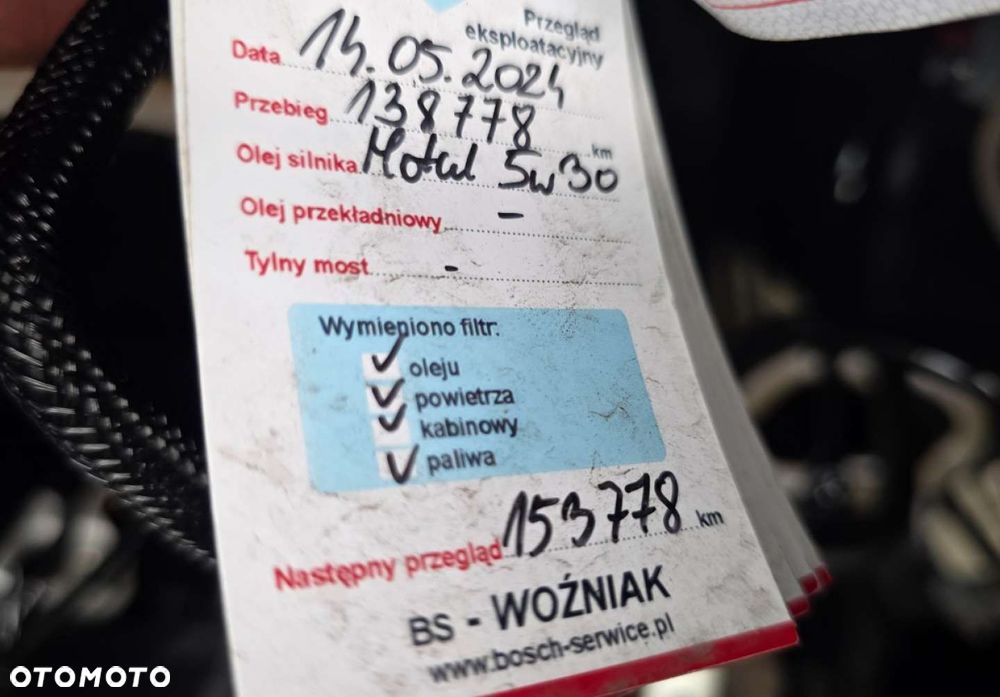 Przegląd
eksploatacyjny
Data 14.05.2024
Przebieg 138778 km
Olej silnika Motul 5w30
Olej przekładniowy -
Tylny most -
Wymieniono filtr:
✓ oleju
✓ powietrza
✓ kabinowy
✓ paliwa
Następny przegląd 153778 km
BS - WOŹNIAK
www.bosch-serwice.pl
OTOMOTO